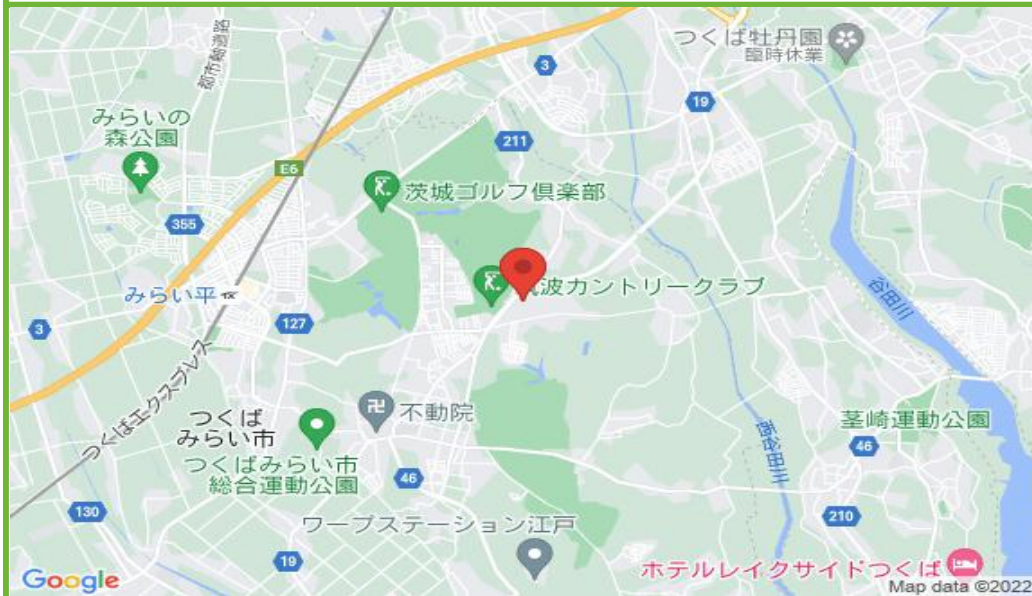 都市軸道路
つくば牡丹園
臨時休業
3
19
みらいの
森公園
211
E6
茨城ゴルフ倶楽部
355
波カントリークラブ
みらい平
谷田川
3
127
つくばエクスプレス
つくば
みらい市
不動院
茎崎運動公園
つくばみらい市
総合運動公園
46
46
西谷田川
130
210
ワープステーション江戸
19
ホテルレイクサイドつくば
Google
Map data ©2022